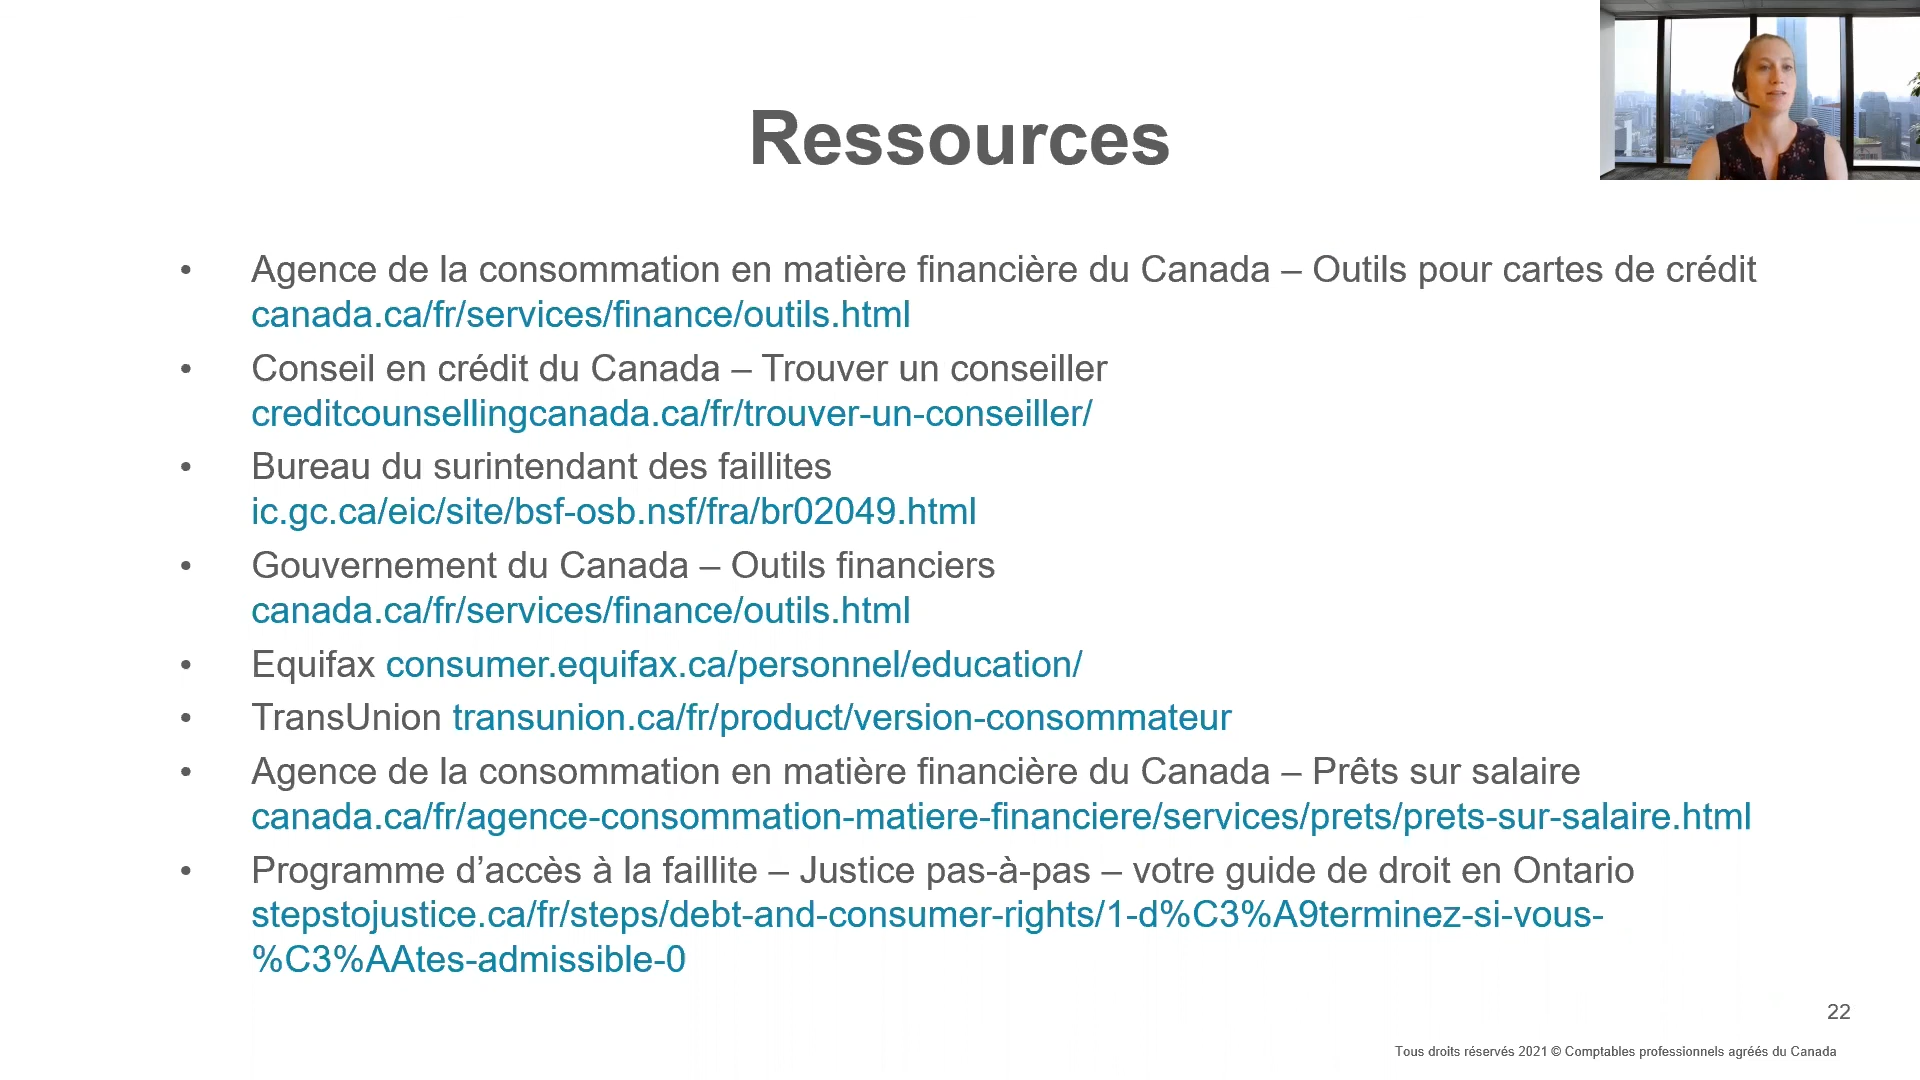 Ressources
• Agence de la consommation en matière financière du Canada – Outils pour cartes de crédit
canada.ca/fr/services/finance/outils.html
• Conseil en crédit du Canada – Trouver un conseiller
creditcounsellingcanada.ca/fr/trouver-un-conseiller/
• Bureau du surintendant des faillites
ic.gc.ca/eic/site/bsf-osb.nsf/fra/br02049.html
• Gouvernement du Canada – Outils financiers
canada.ca/fr/services/finance/outils.html
• Equifax consumer.equifax.ca/personnel/education/
• TransUnion transunion.ca/fr/product/version-consommateur
• Agence de la consommation en matière financière du Canada – Prêts sur salaire
canada.ca/fr/agence-consommation-matiere-financiere/services/prets/prets-sur-salaire.html
• Programme d’accès à la faillite – Justice pas-à-pas – votre guide de droit en Ontario
stepstojustice.ca/fr/steps/debt-and-consumer-rights/1-d%C3%A9terminez-si-vous-
%C3%AAtes-admissible-0
22
Tous droits réservés 2021 © Comptables professionnels agréés du Canada